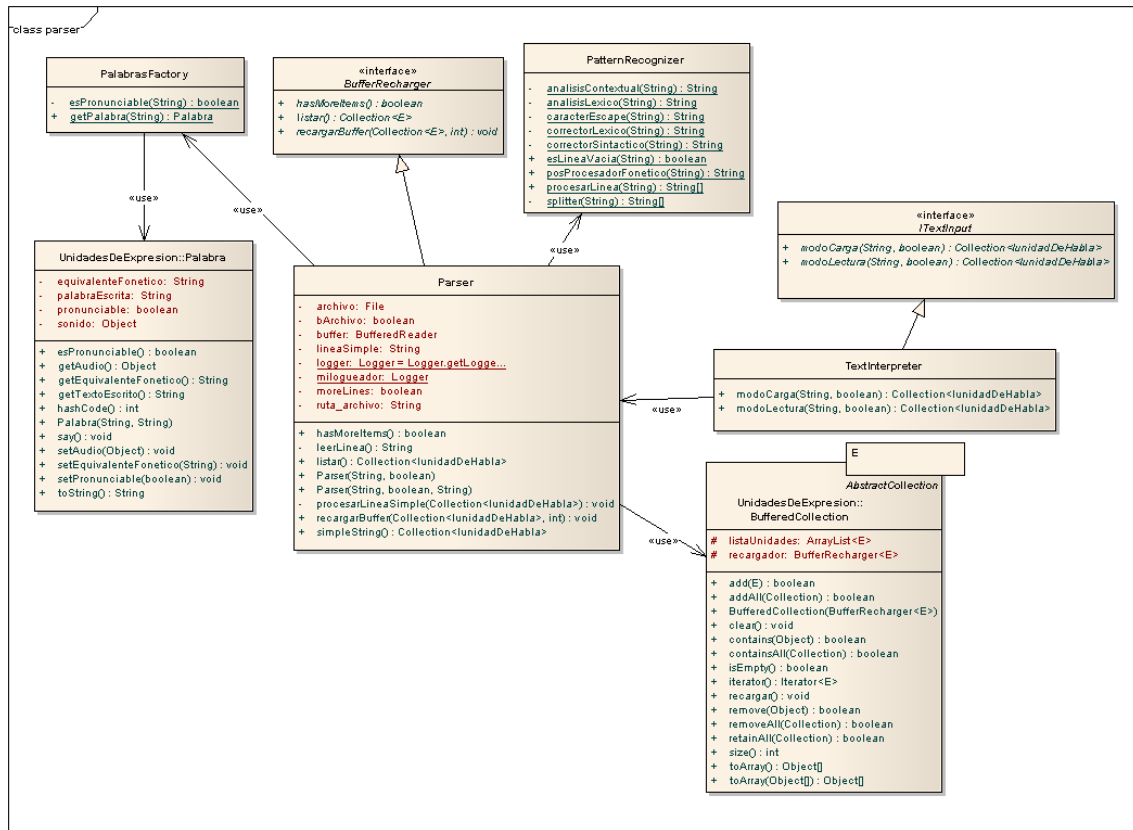 class parser
PalabrasFactory
- esPronunciable(String) : boolean
+ getPalabra(String) : Palabra
«interface»
BufferRecharger
+ hasMoreItems() : boolean
+ listar() : Collection<E>
+ recargarBuffer(Collection<E>, int) : void
PatternRecognizer
- analisisContextual(String) : String
- analisisLexico(String) : String
- caracterEscape(String) : String
- correctorLexico(String) : String
- correctorSintactico(String) : String
+ esLineaVacia(String) : boolean
+ posProcesadorFonetico(String) : String
+ procesarLinea(String) : String[]
- splitter(String) : String[]
«use»
«use»
«use»
«interface»
ITextInput
+ modoCarga(String, boolean) : Collection<IunidadDeHabla>
+ modoLectura(String, boolean) : Collection<IunidadDeHabla>
UnidadesDeExpresion::Palabra
- equivalenteFonetico: String
- palabraEscrita: String
- pronunciable: boolean
- sonido: Object
+ esPronunciable() : boolean
+ getAudio() : Object
+ getEquivalenteFonetico() : String
+ getTextoEscrito() : String
+ hashCode() : int
+ Palabra(String, String)
+ say() : void
+ setAudio(Object) : void
+ setEquivalenteFonetico(String) : void
+ setPronunciable(boolean) : void
+ toString() : String
Parser
- archivo: File
- bArchivo: boolean
- buffer: BufferedReader
- lineaSimple: String
- logger: Logger = Logger.getLogge...
- milogueador: Logger
- moreLines: boolean
- ruta_archivo: String
+ hasMoreItems() : boolean
- leerLinea() : String
+ listar() : Collection<IunidadDeHabla>
+ Parser(String, boolean)
+ Parser(String, boolean, String)
- procesarLineaSimple(Collection<IunidadDeHabla>) : void
+ recargarBuffer(Collection<IunidadDeHabla>, int) : void
+ simpleString() : Collection<IunidadDeHabla>
TextInterpreter
+ modoCarga(String, boolean) : Collection<IunidadDeHabla>
+ modoLectura(String, boolean) : Collection<IunidadDeHabla>
«use»
«use»
E
AbstractCollection
UnidadesDeExpresion::
BufferedCollection
# listaUnidades: ArrayList<E>
# recargador: BufferRecharger<E>
+ add(E) : boolean
+ addAll(Collection) : boolean
+ BufferedCollection(BufferRecharger<E>)
+ clear() : void
+ contains(Object) : boolean
+ containsAll(Collection) : boolean
+ isEmpty() : boolean
+ iterator() : Iterator<E>
+ recargar() : void
+ remove(Object) : boolean
+ removeAll(Collection) : boolean
+ retainAll(Collection) : boolean
+ size() : int
+ toArray() : Object[]
+ toArray(Object[]) : Object[]